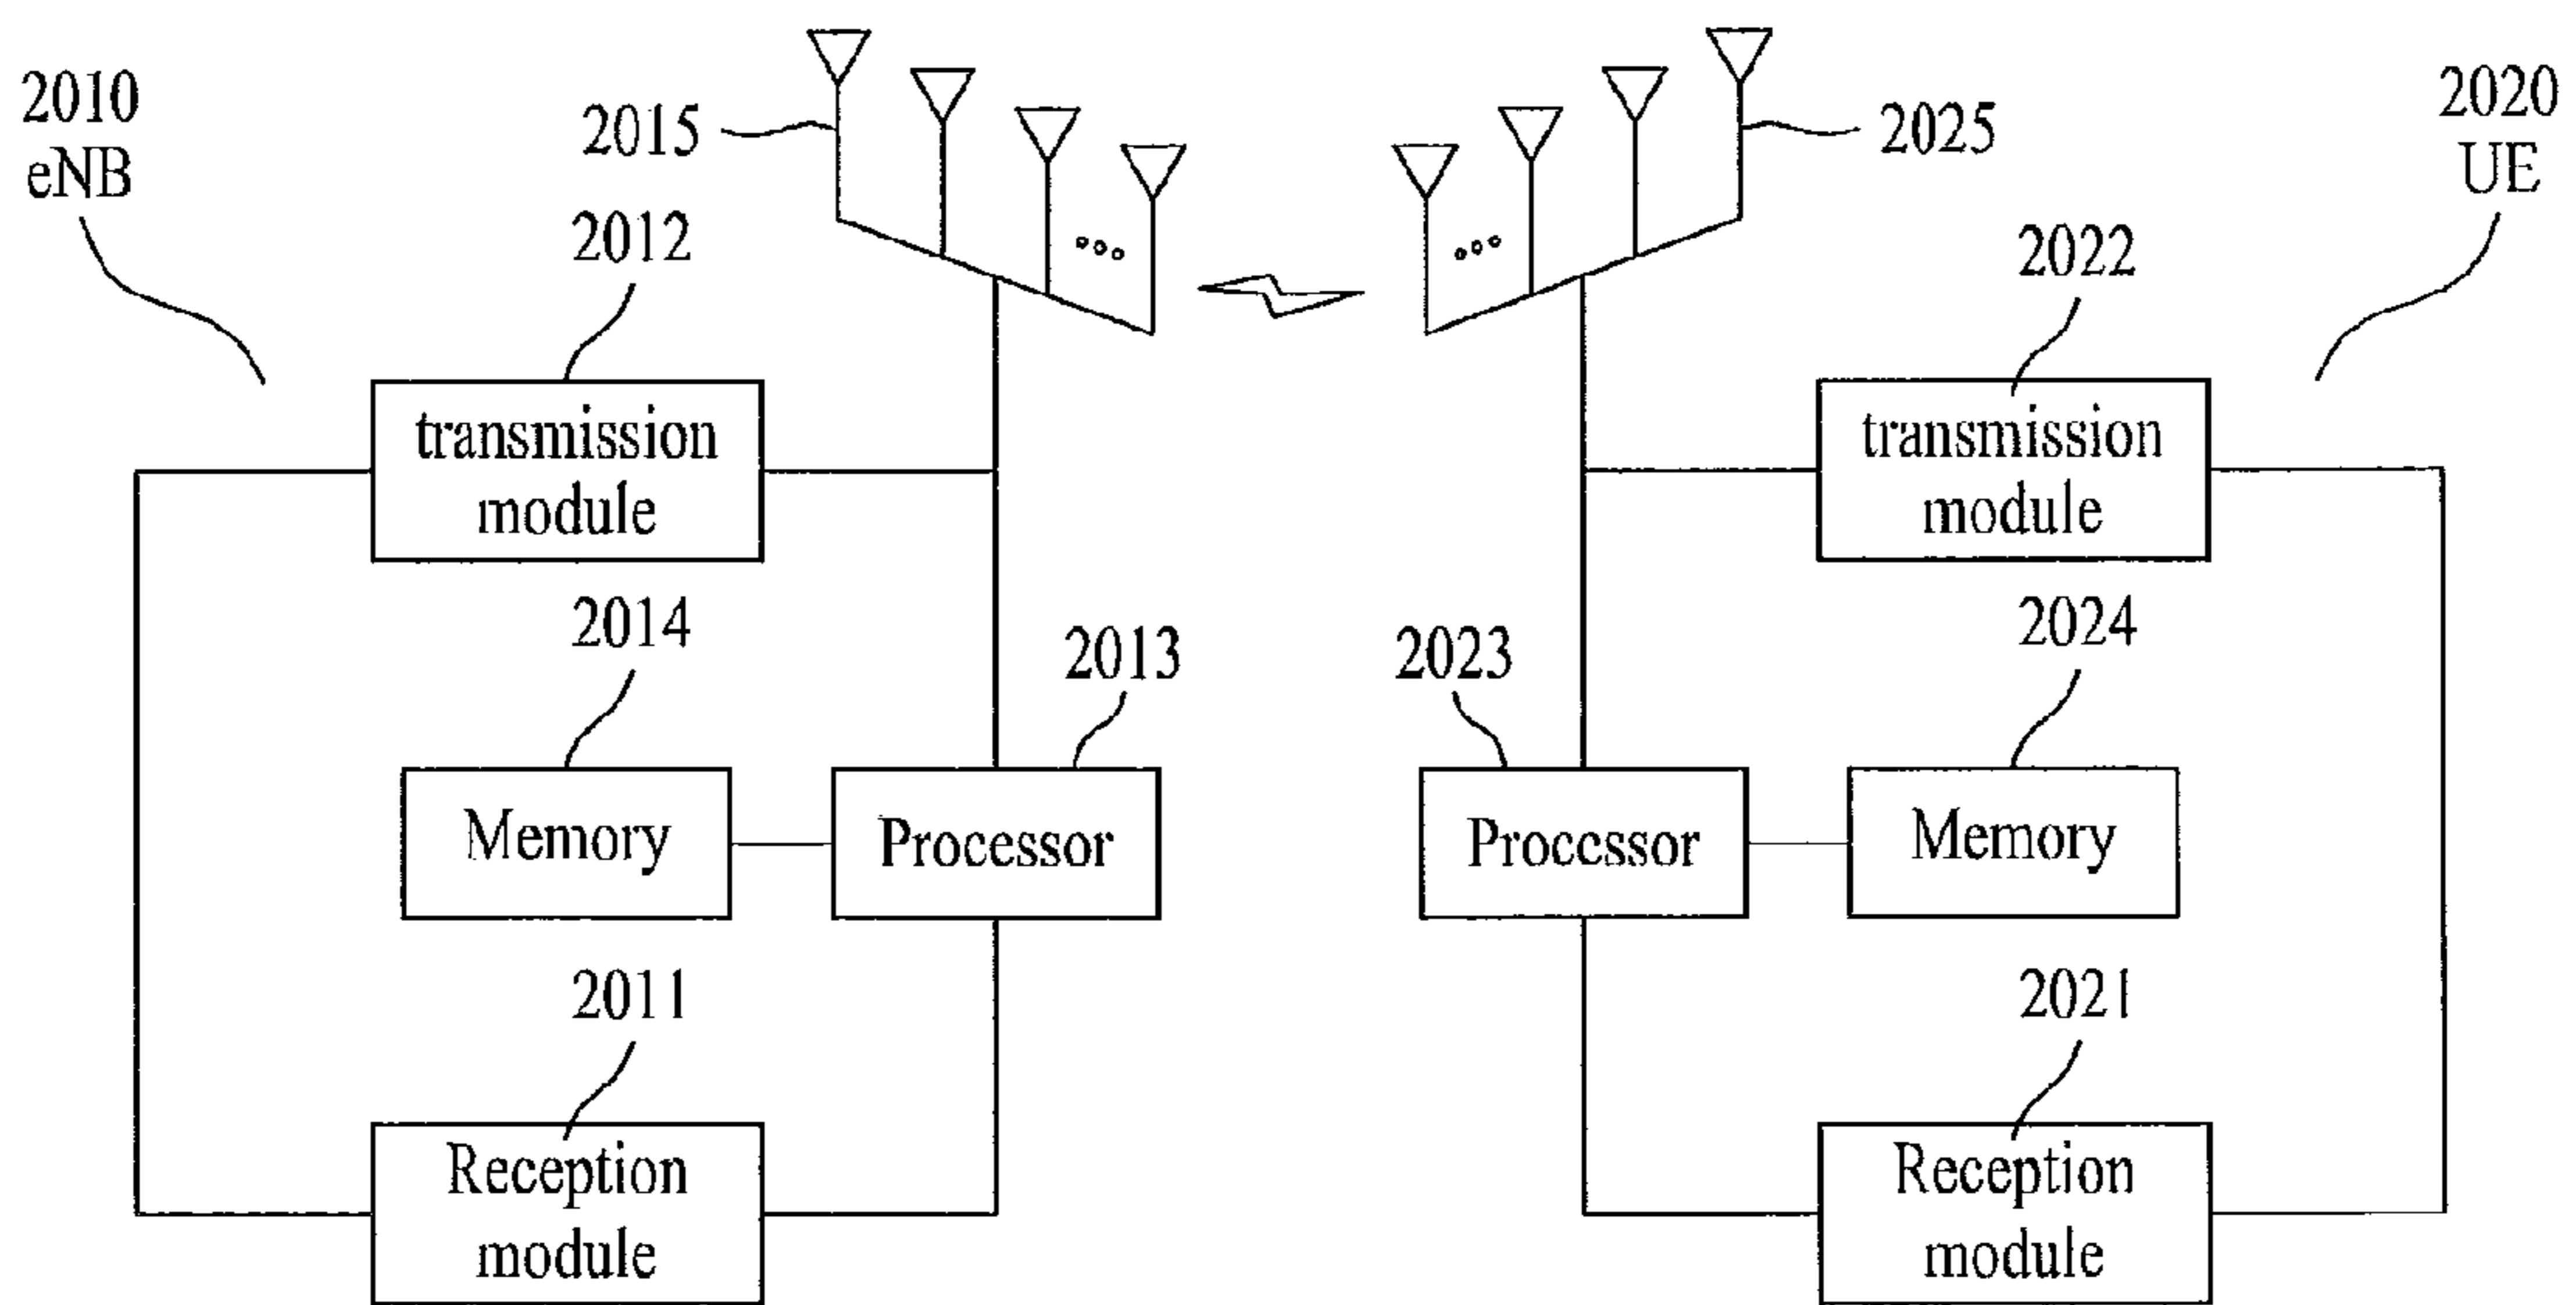 2010
eNB
2015
2012
transmission
module
2014
2013
Memory
Processor
2011
Reception
module
2020
UE
2025
2022
transmission
module
2023
2024
Processor
Memory
2021
Reception
module